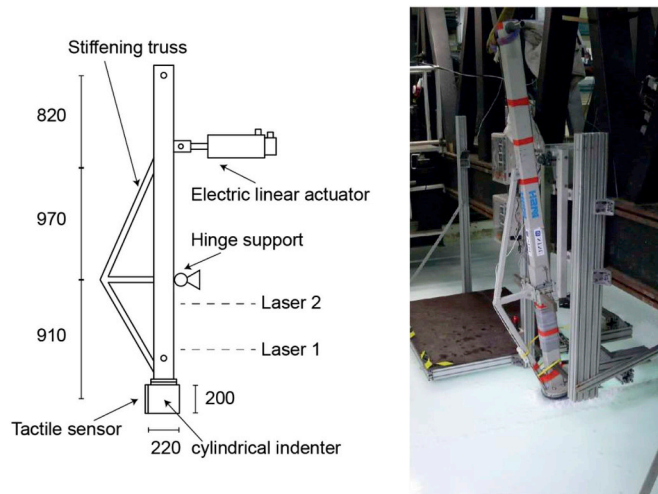 Stiffening truss
820
Electric linear actuator
970
Hinge support
Laser 2
910
Laser 1
200
Tactile sensor
220
cylindrical indenter